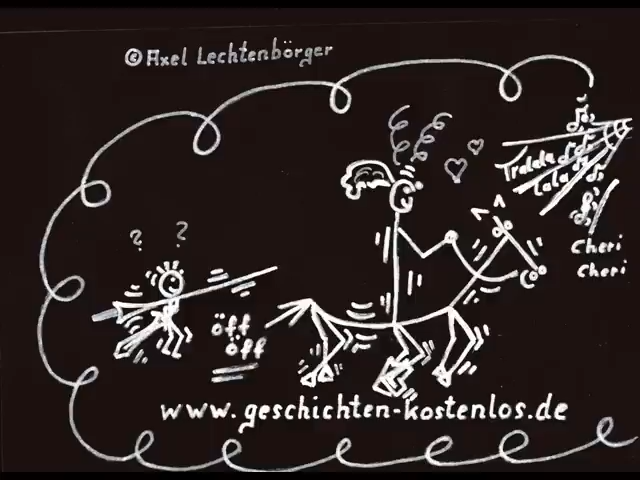 © Axel Lechtenbörger
Tralala
Lala
cheri
cheri
? ?
öff
öff
www.geschichten-kostenlos.de